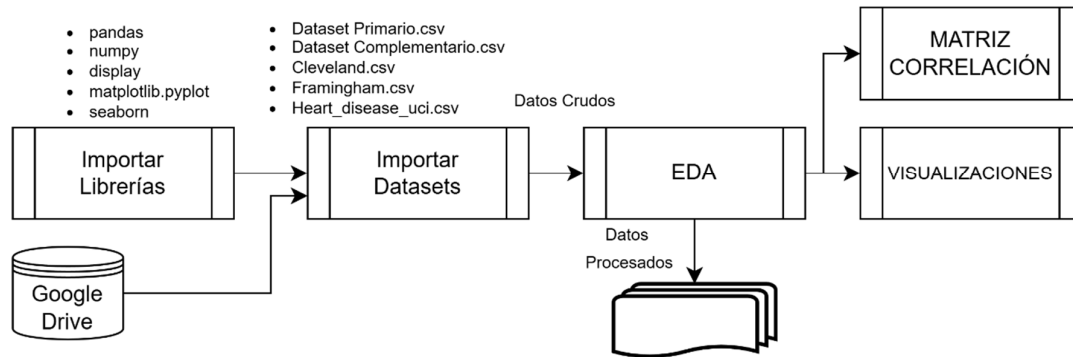 • pandas
• numpy
• display
• matplotlib.pyplot
• seaborn
Importar
Librerías
Google
Drive
• Dataset Primario.csv
• Dataset Complementario.csv
• Cleveland.csv
• Framingham.csv
• Heart_disease_uci.csv
Importar
Datasets
Datos Crudos
EDA
Datos
Procesados
MATRIZ
CORRELACIÓN
VISUALIZACIONES